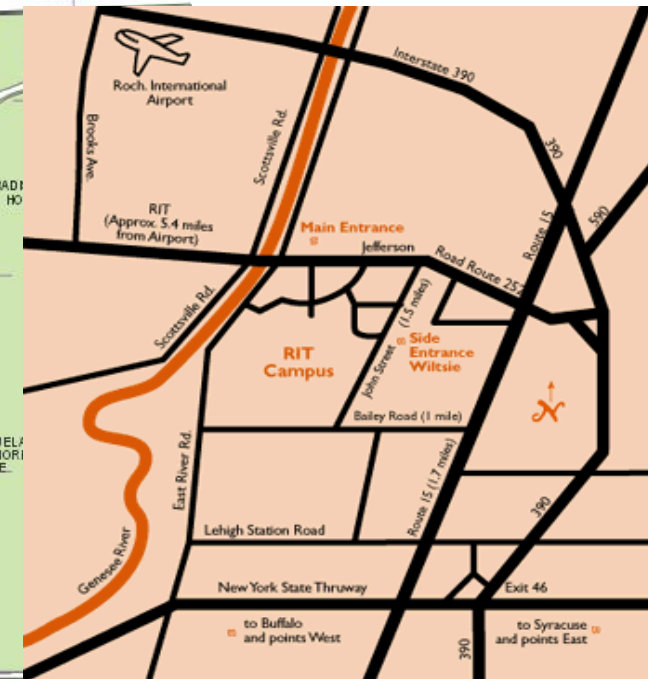 Interstate 390
Roch. International
Airport
Brooks Ave.
Scottsville Rd.
390
590
RIT
(Approx. 5.4 miles
from Airport)
Main Entrance
Jefferson
Road Route 252
Route 15
Scottsville Rd.
(1.5 miles)
John Street
Side
Entrance
Wiltsie
RIT
Campus
N
Bailey Road (1 mile)
East River Rd.
Route 15 (1.7 miles)
390
Lehigh Station Road
Genesee River
New York State Thruway
Exit 46
to Buffalo
and points West
390
to Syracuse
and points East
HO